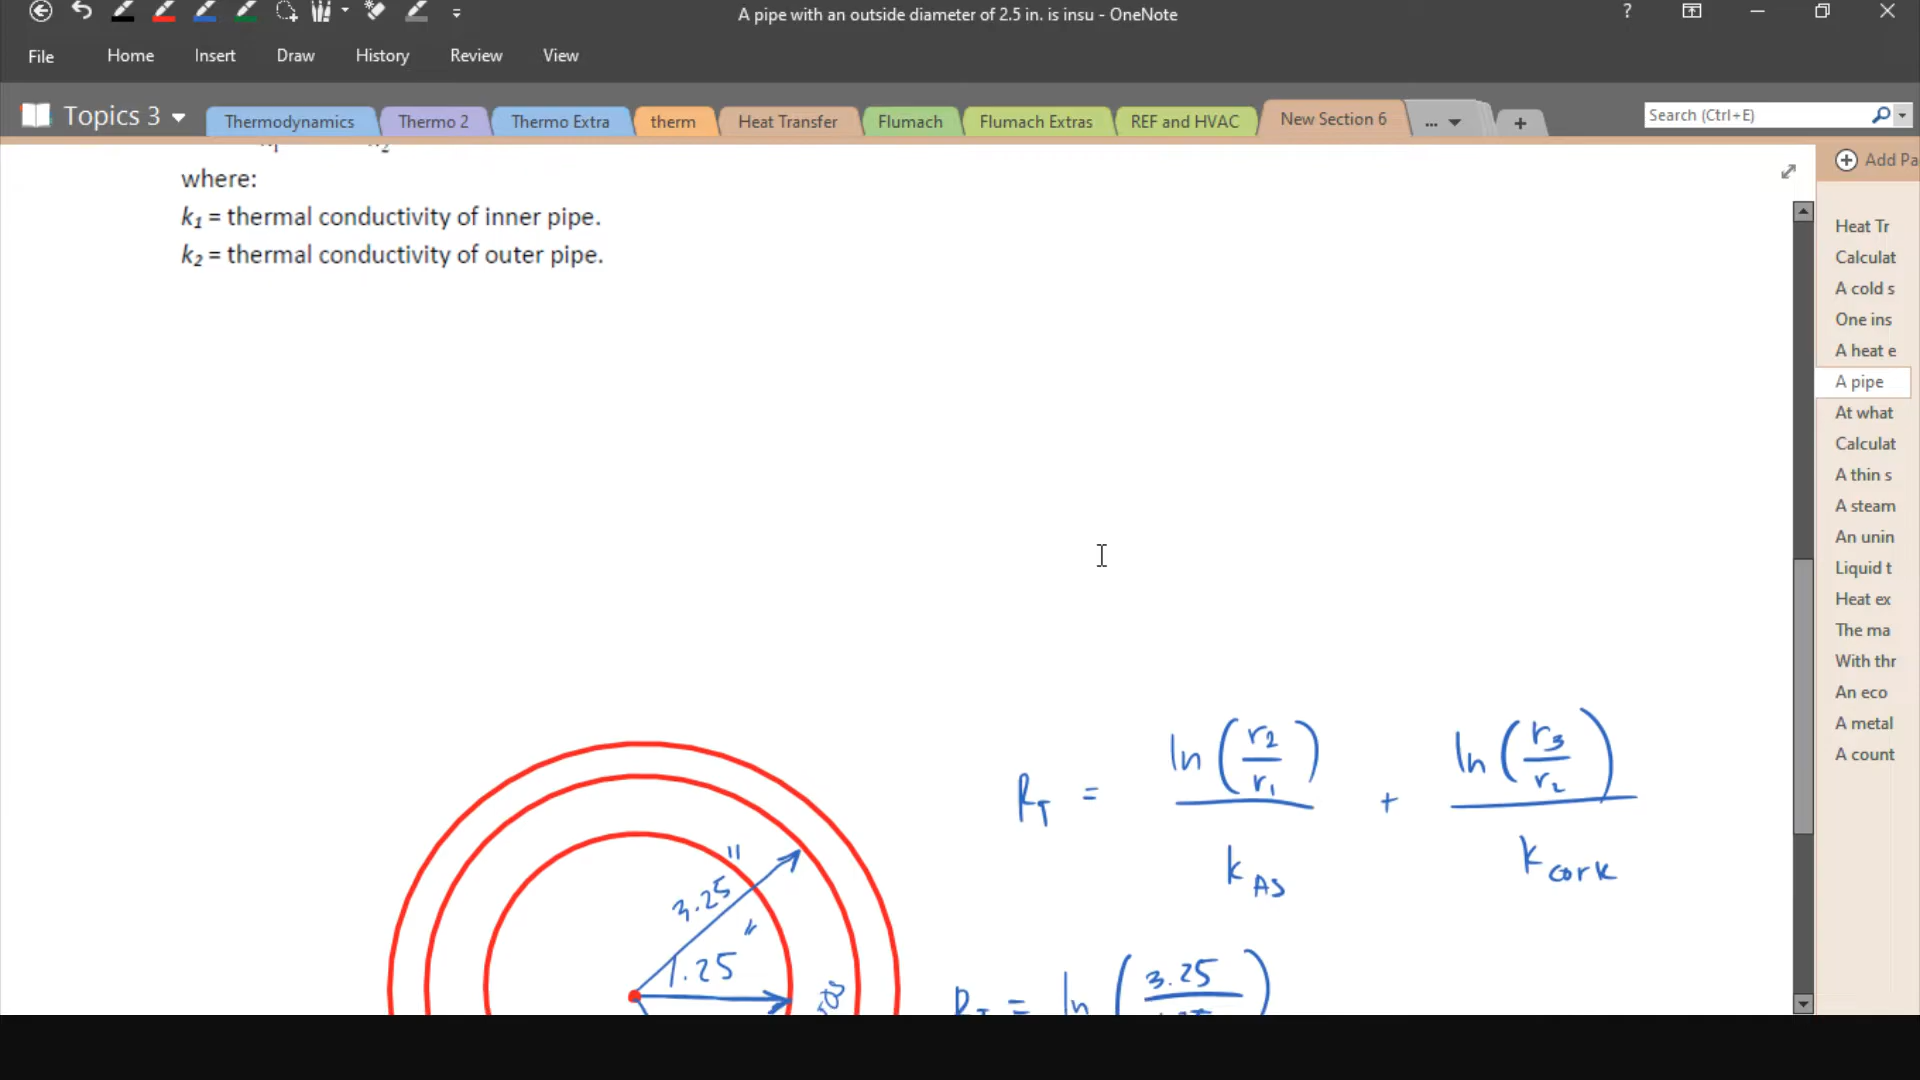 A pipe with an outside diameter of 2.5 in. is insu - OneNote
File Home Insert Draw History Review View
Topics 3
Thermodynamics Thermo 2 Thermo Extra therm Heat Transfer Flumach Flumach Extras REF and HVAC New Section 6 ... +
Search (Ctrl+E)
Add Pa
where:
k₁ = thermal conductivity of inner pipe.
k₂ = thermal conductivity of outer pipe.
Heat Tr
Calculat
A cold s
One ins
A heat e
A pipe
At what
Calculat
A thin s
A steam
An unin
Liquid t
Heat ex
The ma
With thr
An eco
A metal
A count
R_T = ln(r₂/r₁)/k_AS + ln(r₃/r₂)/k_cork
3.25"
1.25"
= ln(3.25